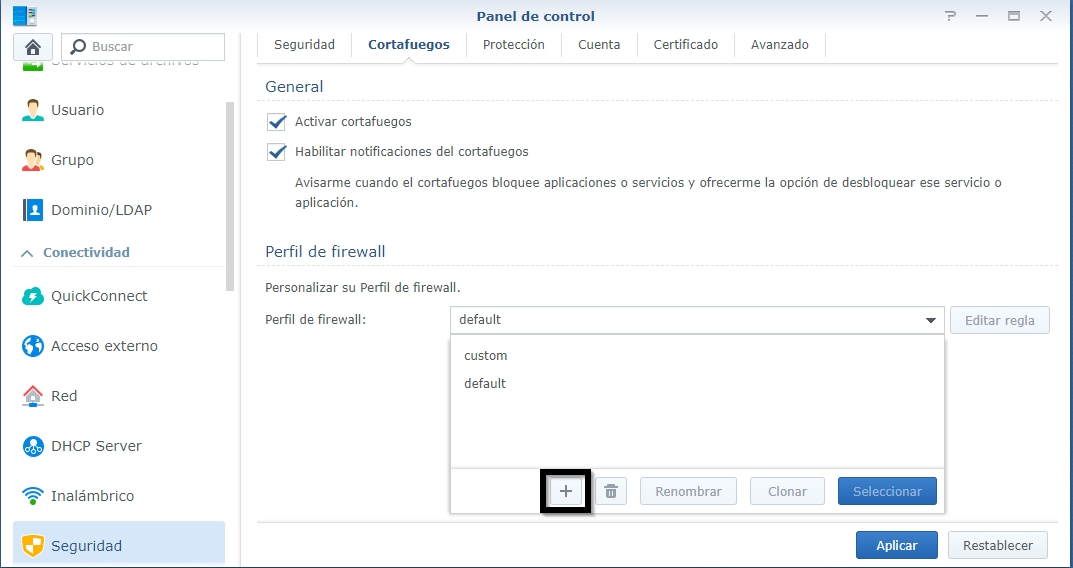 Panel de control
Buscar
Servicios de archivos
Usuario
Grupo
Dominio/LDAP
Conectividad
QuickConnect
Acceso externo
Red
DHCP Server
Inalámbrico
Seguridad
Seguridad Cortafuegos Protección Cuenta Certificado Avanzado
General
Activar cortafuegos
Habilitar notificaciones del cortafuegos
Avisarme cuando el cortafuegos bloquee aplicaciones o servicios y ofrecerme la opción de desbloquear ese servicio o
aplicación.
Perfil de firewall
Personalizar su Perfil de firewall.
Perfil de firewall: default Editar regla
custom
default
Renombrar Clonar Seleccionar
Aplicar Restablecer